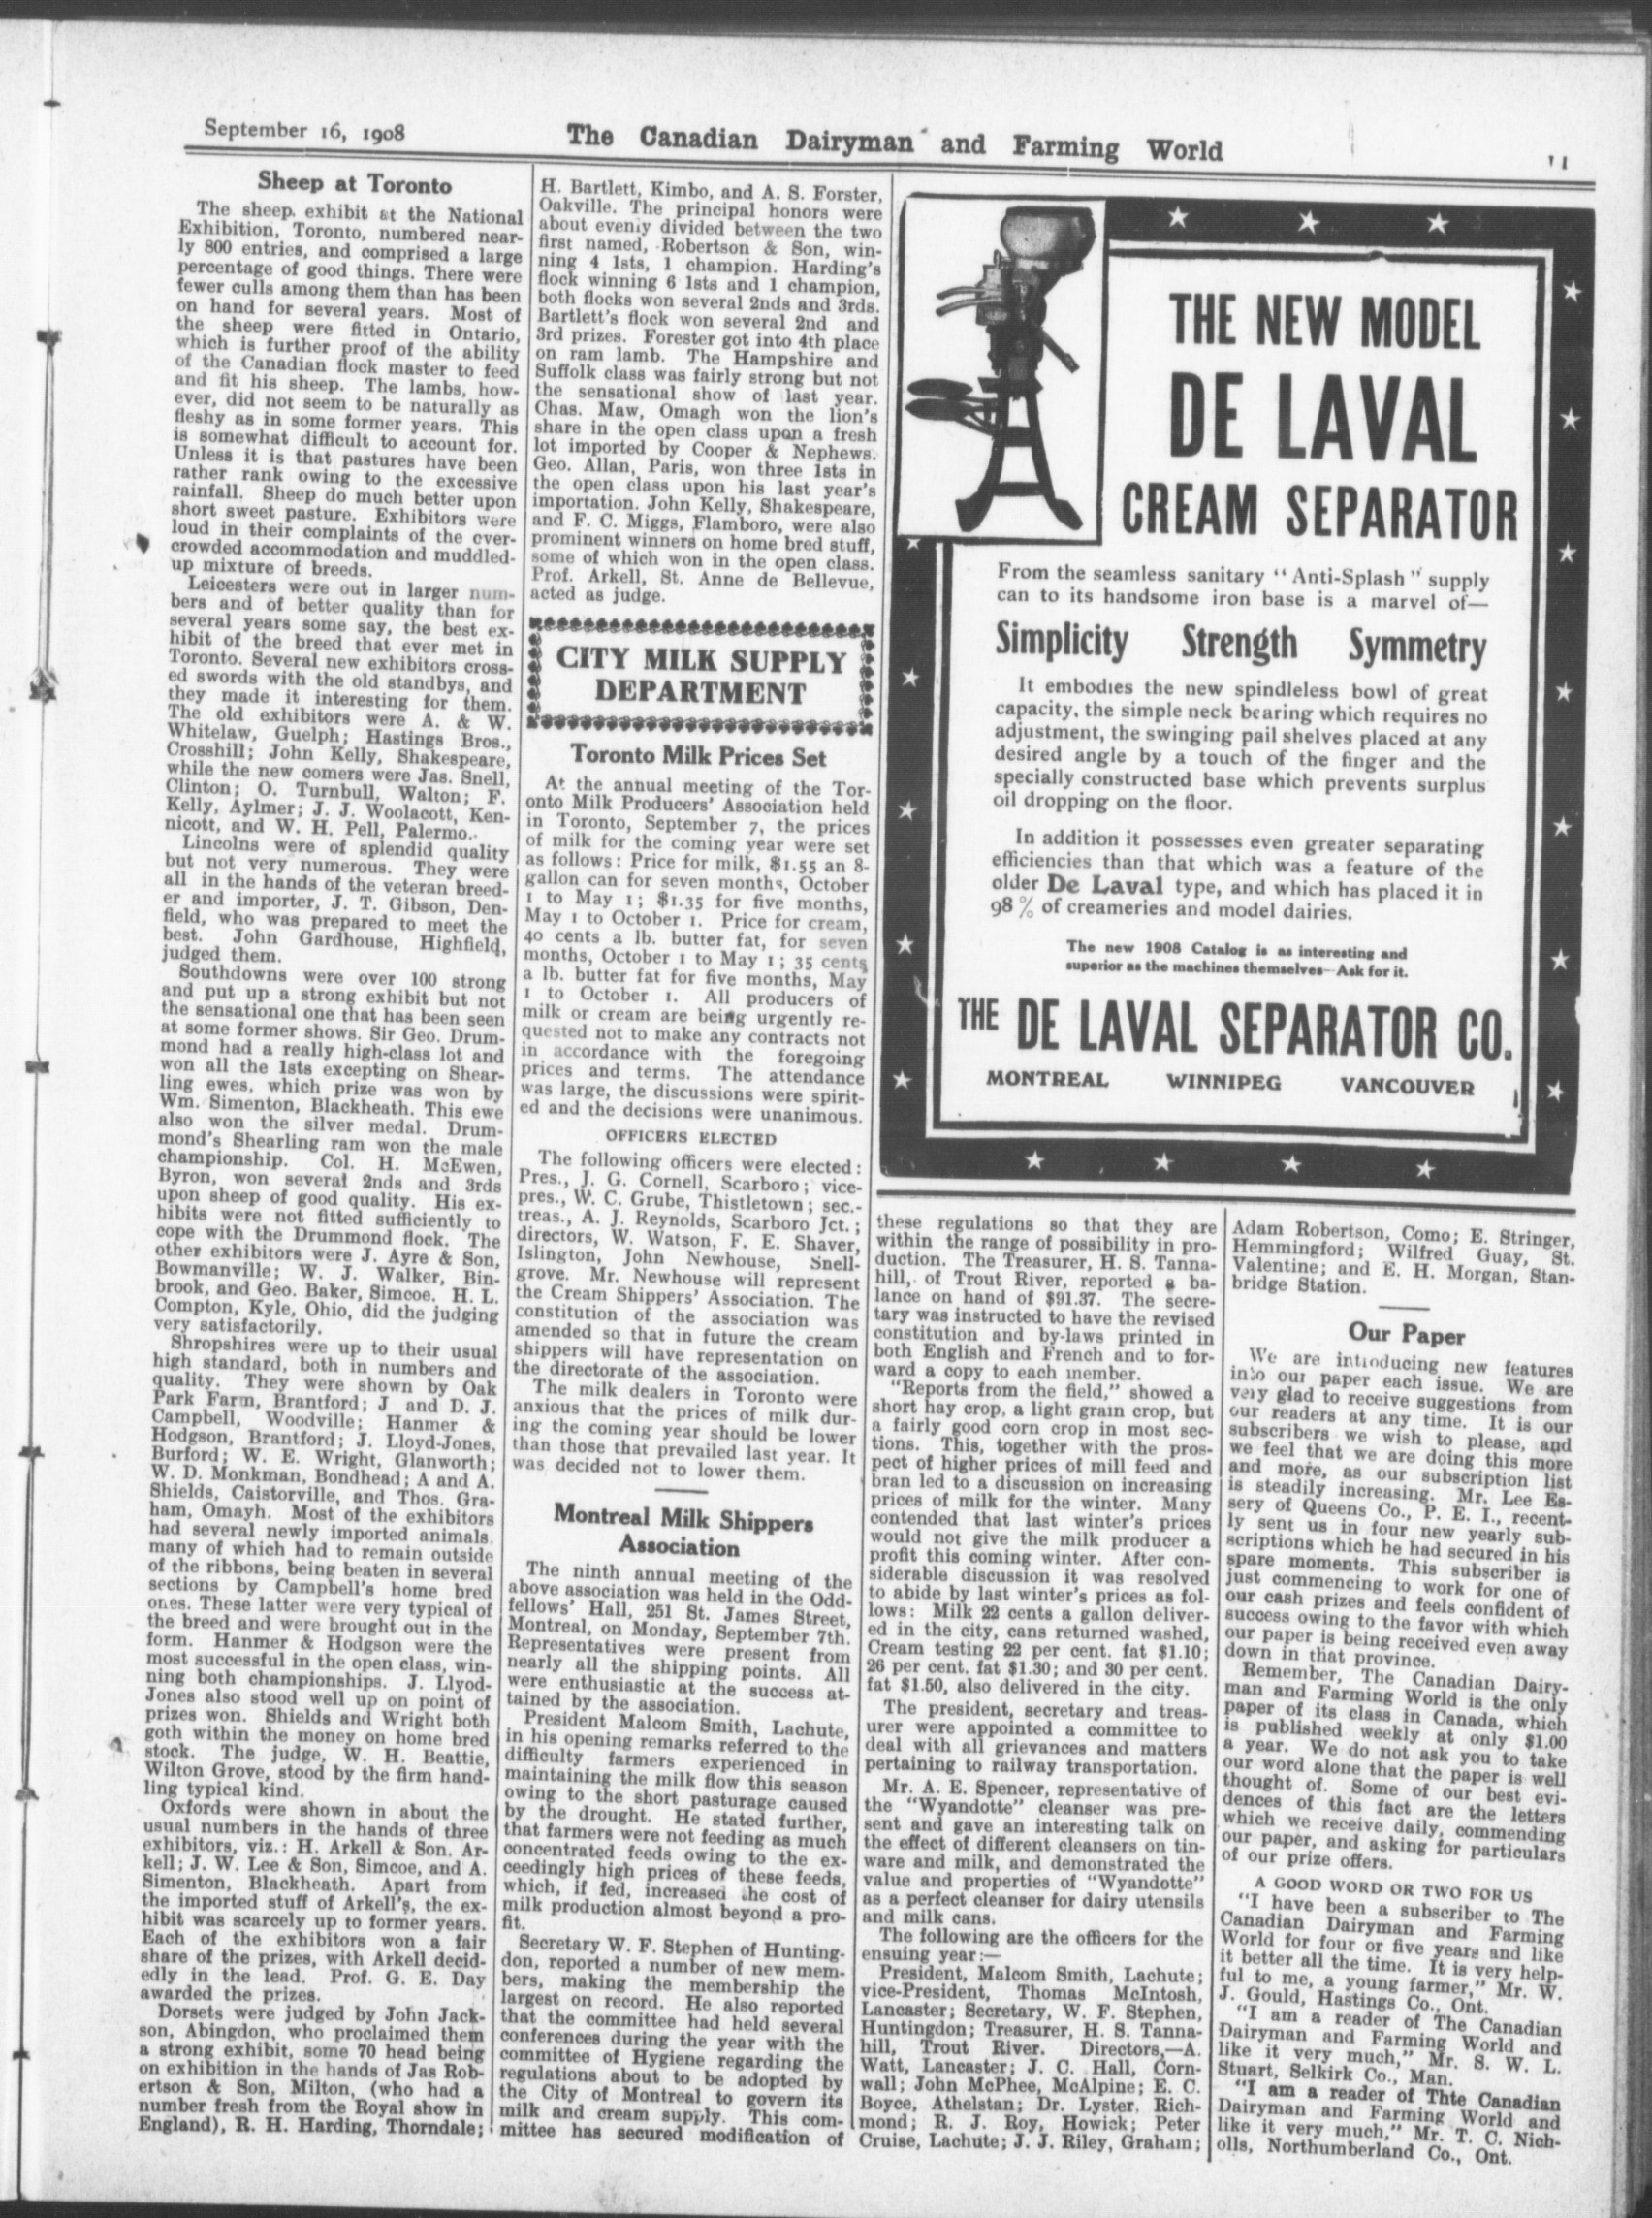 September 16, 1908
The Canadian Dairyman and Farming World
11
Sheep at Toronto
The sheep exhibit at the National
Exhibition, Toronto, numbered near-
ly 800 entries, and comprised a large
percentage of good things. There were
fewer culls among them than has been
on hand for several years. Most of
the sheep were fitted in Ontario,
which is further proof of the ability
of the Canadian flock master to feed
and fit his sheep. The lambs, how-
ever, did not seem to be naturally as
fleshy as in some former years. This
is somewhat difficult to account for.
Unless it is that pastures have been
rather rank owing to the excessive
rainfall. Sheep do much better upon
short sweet pasture. Exhibitors were
loud in their complaints of the over-
crowded accommodation and muddled-
up mixture of breeds.
Leicesters were out in larger num-
bers and of better quality than for
several years some say, the best ex-
hibit of the breed that ever met in
Toronto. Several new exhibitors cross-
ed swords with the old standbys, and
they made it interesting for them.
The old exhibitors were A. & W.
Whitelaw, Guelph; Hastings Bros.,
Crosshill; John Kelly, Shakespeare,
while the new comers were Jas. Snell,
Clinton; O. Turnbull, Walton; F.
Kelly, Aylmer; J. J. Woolacott, Ken-
nicott, and W. H. Pell, Palermo.
Lincolns were of splendid quality
but not very numerous. They were
all in the hands of the veteran breed-
er and importer, J. T. Gibson, Den-
field, who was prepared to meet the
best. John Gardhouse, Highfield,
judged them.
Southdowns were over 100 strong
and put up a strong exhibit but not
the sensational one that has been seen
at some former shows. Sir Geo. Drum-
mond had a really high-class lot and
won all the 1sts excepting on Shear-
ling ewes, which prize was won by
Wm. Simenton, Blackheath. This ewe
also won the silver medal. Drum-
mond's Shearling ram won the male
championship. Col. H. McEwen,
Byron, won several 2nds and 3rds
upon sheep of good quality. His ex-
hibits were not fitted sufficiently to
cope with the Drummond flock. The
other exhibitors were J. Ayre & Son,
Bowmanville; W. J. Walker, Bin-
brook, and Geo. Baker, Simcoe. H. L.
Compton, Kyle, Ohio, did the judging
very satisfactorily.
Shropshires were up to their usual
high standard, both in numbers and
quality. They were shown by Oak
Park Farm, Brantford; J and D. J.
Campbell, Woodville; Hanmer &
Hodgson, Brantford; J. Lloyd-Jones,
Burford; W. E. Wright, Glanworth;
W. D. Monkman, Bondhead; A and A.
Shields, Caistorville, and Thos. Gra-
ham, Omayh. Most of the exhibitors
had several newly imported animals,
many of which had to remain outside
of the ribbons, being beaten in several
sections by Campbell's home bred
ones. These latter were very typical of
the breed and were brought out in the
form. Hanmer & Hodgson were the
most successful in the open class, win-
ning both championships. J. Llyod-
Jones also stood well up on point of
prizes won. Shields and Wright both
goth within the money on home bred
stock. The judge, W. H. Beattie,
Wilton Grove, stood by the firm hand-
ling typical kind.
Oxfords were shown in about the
usual numbers in the hands of three
exhibitors, viz.: H. Arkell & Son, Ar-
kell; J. W. Lee & Son, Simcoe, and A.
Simenton, Blackheath. Apart from
the imported stuff of Arkell's, the ex-
hibit was scarcely up to former years.
Each of the exhibitors won a fair
share of the prizes, with Arkell decid-
edly in the lead. Prof. G. E. Day
awarded the prizes.
Dorsets were judged by John Jack-
son, Abingdon, who proclaimed them
a strong exhibit, some 70 head being
on exhibition in the hands of Jas Rob-
ertson & Son, Milton, (who had a
number fresh from the Royal show in
England), R. H. Harding, Thorndale;
H. Bartlett, Kimbo, and A. S. Forster,
Oakville. The principal honors were
about evenly divided between the two
first named, Robertson & Son, win-
ning 4 1sts, 1 champion. Harding's
flock winning 6 1sts and 1 champion,
both flocks won several 2nds and 3rds.
Bartlett's flock won several 2nd and
3rd prizes. Forester got into 4th place
on ram lamb. The Hampshire and
Suffolk class was fairly strong but not
the sensational show of last year.
Chas. Maw, Omagh won the lion's
share in the open class upon a fresh
lot imported by Cooper & Nephews.
Geo. Allan, Paris, won three 1sts in
the open class upon his last year's
importation. John Kelly, Shakespeare,
and F. C. Miggs, Flamboro, were also
prominent winners on home bred stuff,
some of which won in the open class.
Prof. Arkell, St. Anne de Bellevue,
acted as judge.
CITY MILK SUPPLY
DEPARTMENT
Toronto Milk Prices Set
At the annual meeting of the Tor-
onto Milk Producers' Association held
in Toronto, September 7, the prices
of milk for the coming year were set
as follows: Price for milk, $1.55 an 8-
gallon can for seven months, October
1 to May 1; $1.35 for five months,
May 1 to October 1. Price for cream,
40 cents a lb. butter fat, for seven
months, October 1 to May 1; 35 cents
a lb. butter fat for five months, May
1 to October 1. All producers of
milk or cream are being urgently re-
quested not to make any contracts not
in accordance with the foregoing
prices and terms. The attendance
was large, the discussions were spirit-
ed and the decisions were unanimous.
OFFICERS ELECTED
The following officers were elected:
Pres., J. G. Cornell, Scarboro; vice-
pres., W. C. Grube, Thistletown; sec.-
treas., A. J. Reynolds, Scarboro Jct.;
directors, W. Watson, F. E. Shaver,
Islington, John Newhouse, Snell-
grove. Mr. Newhouse will represent
the Cream Shippers' Association. The
constitution of the association was
amended so that in future the cream
shippers will have representation on
the directorate of the association.
The milk dealers in Toronto were
anxious that the prices of milk dur-
ing the coming year should be lower
than those that prevailed last year. It
was decided not to lower them.
Montreal Milk Shippers
Association
The ninth annual meeting of the
above association was held in the Odd-
fellows' Hall, 251 St. James Street,
Montreal, on Monday, September 7th.
Representatives were present from
nearly all the shipping points. All
were enthusiastic at the success at-
tained by the association.
President Malcom Smith, Lachute,
in his opening remarks referred to the
difficulty farmers experienced in
maintaining the milk flow this season
owing to the short pasturage caused
by the drought. He stated further,
that farmers were not feeding as much
concentrated feeds owing to the ex-
ceedingly high prices of these feeds,
which, if fed, increased the cost of
milk production almost beyond a pro-
fit.
Secretary W. F. Stephen of Hunting-
don, reported a number of new mem-
bers, making the membership the
largest on record. He also reported
that the committee had held several
conferences during the year with the
committee of Hygiene regarding the
regulations about to be adopted by
the City of Montreal to govern its
milk and cream supply. This com-
mittee has secured modification of
THE NEW MODEL
DE LAVAL
CREAM SEPARATOR
From the seamless sanitary "Anti-Splash" supply
can to its handsome iron base is a marvel of—
Simplicity Strength Symmetry
It embodies the new spindleless bowl of great
capacity, the simple neck bearing which requires no
adjustment, the swinging pail shelves placed at any
desired angle by a touch of the finger and the
specially constructed base which prevents surplus
oil dropping on the floor.
In addition it possesses even greater separating
efficiencies than that which was a feature of the
older De Laval type, and which has placed it in
98% of creameries and model dairies.
The new 1908 Catalog is as interesting and
superior as the machines themselves—Ask for it.
THE DE LAVAL SEPARATOR CO.
MONTREAL WINNIPEG VANCOUVER
these regulations so that they are
within the range of possibility in pro-
duction. The Treasurer, H. S. Tanna-
hill, of Trout River, reported a ba-
lance on hand of $91.37. The secre-
tary was instructed to have the revised
constitution and by-laws printed in
both English and French and to for-
ward a copy to each member.
"Reports from the field," showed a
short hay crop, a light grain crop, but
a fairly good corn crop in most sec-
tions. This, together with the pros-
pect of higher prices of mill feed and
bran led to a discussion on increasing
prices of milk for the winter. Many
contended that last winter's prices
would not give the milk producer a
profit this coming winter. After con-
siderable discussion it was resolved
to abide by last winter's prices as fol-
lows: Milk 22 cents a gallon deliver-
ed in the city, cans returned washed,
Cream testing 22 per cent. fat $1.10;
26 per cent. fat $1.30; and 30 per cent.
fat $1.50, also delivered in the city.
The president, secretary and treas-
urer were appointed a committee to
deal with all grievances and matters
pertaining to railway transportation.
Mr. A. E. Spencer, representative of
the "Wyandotte" cleanser was pre-
sent and gave an interesting talk on
the effect of different cleansers on tin-
ware and milk, and demonstrated the
value and properties of "Wyandotte"
as a perfect cleanser for dairy utensils
and milk cans.
The following are the officers for the
ensuing year:—
President, Malcom Smith, Lachute;
vice-President, Thomas McIntosh,
Lancaster; Secretary, W. F. Stephen,
Huntingdon; Treasurer, H. S. Tanna-
hill, Trout River. Directors,—A.
Watt, Lancaster; J. C. Hall, Corn-
wall; John McPhee, McAlpine; E. C.
Boyce, Athelstan; Dr. Lyster, Rich-
mond; R. J. Roy, Howick; Peter
Cruise, Lachute; J. J. Riley, Graham;
Adam Robertson, Como; E. Stringer,
Hemmingford; Wilfred Guay, St.
Valentine; and E. H. Morgan, Stan-
bridge Station.
Our Paper
We are introducing new features
into our paper each issue. We are
very glad to receive suggestions from
our readers at any time. It is our
subscribers we wish to please, and
we feel that we are doing this more
and more, as our subscription list
is steadily increasing. Mr. Lee Es-
sery of Queens Co., P. E. I., recent-
ly sent us in four new yearly sub-
scriptions which he had secured in his
spare moments. This subscriber is
just commencing to work for one of
our cash prizes and feels confident of
success owing to the favor with which
our paper is being received even away
down in that province.
Remember, The Canadian Dairy-
man and Farming World is the only
paper of its class in Canada, which
is published weekly at only $1.00
a year. We do not ask you to take
our word alone that the paper is well
thought of. Some of our best evi-
dences of this fact are the letters
which we receive daily, commending
our paper, and asking for particulars
of our prize offers.
A GOOD WORD OR TWO FOR US
"I have been a subscriber to The
Canadian Dairyman and Farming
World for four or five years and like
it better all the time. It is very help-
ful to me, a young farmer," Mr. W.
J. Gould, Hastings Co., Ont.
"I am a reader of The Canadian
Dairyman and Farming World and
like it very much," Mr. S. W. L.
Stuart, Selkirk Co., Man.
"I am a reader of Thte Canadian
Dairyman and Farming World and
like it very much," Mr. T. C. Nich-
olls, Northumberland Co., Ont.